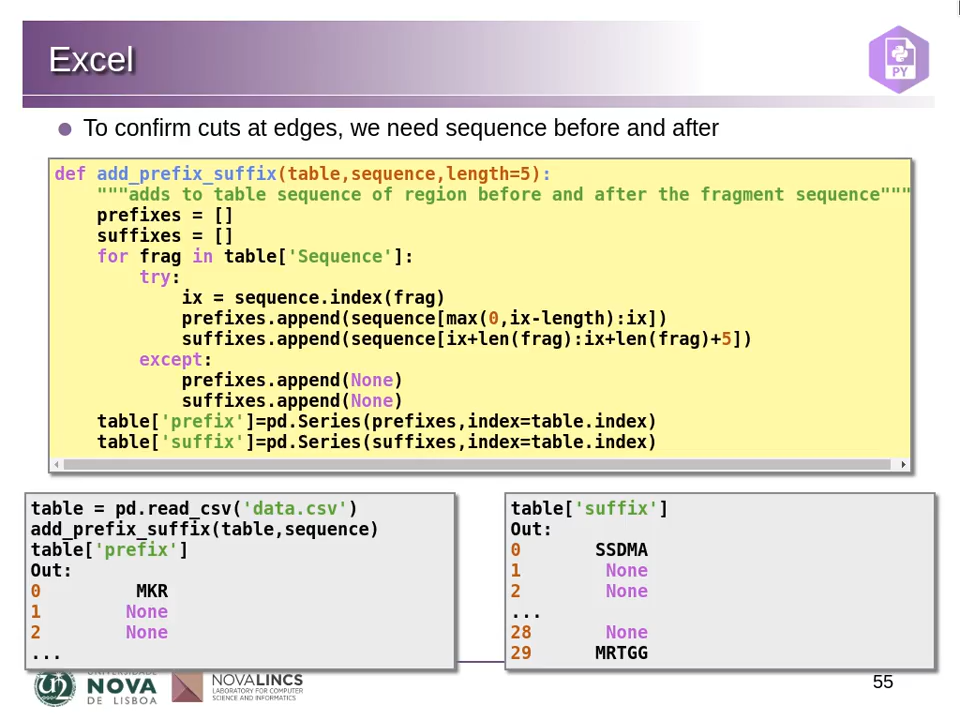 Excel
PY
To confirm cuts at edges, we need sequence before and after
def add_prefix_suffix(table,sequence,length=5):
    """adds to table sequence of region before and after the fragment sequence"""
    prefixes = []
    suffixes = []
    for frag in table['Sequence']:
        try:
            ix = sequence.index(frag)
            prefixes.append(sequence[max(0,ix-length):ix])
            suffixes.append(sequence[ix+len(frag):ix+len(frag)+5])
        except:
            prefixes.append(None)
            suffixes.append(None)
    table['prefix']=pd.Series(prefixes,index=table.index)
    table['suffix']=pd.Series(suffixes,index=table.index)
table = pd.read_csv('data.csv')
add_prefix_suffix(table,sequence)
table['prefix']
Out:
0         MKR
1        None
2        None
...
table['suffix']
Out:
0       SSDMA
1        None
2        None
...
28       None
29      MRTGG
UNIVERSIDADE
NOVA
DE LISBOA
NOVALINCS
LABORATORY FOR COMPUTER
SCIENCE AND INFORMATICS
55